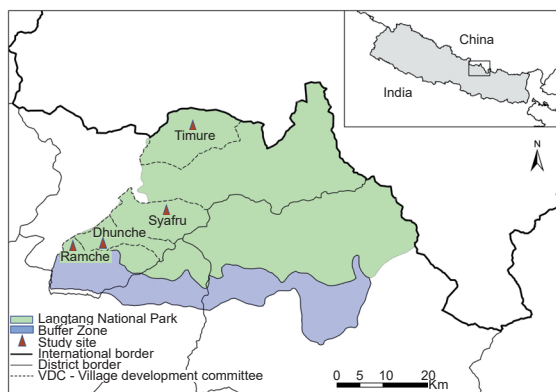 China
India
N
Timure
Syafru
Dhunche
Ramche
Langtang National Park
Buffer Zone
Study site
International border
District border
VDC - Village development committee
0 5 10 20
Km